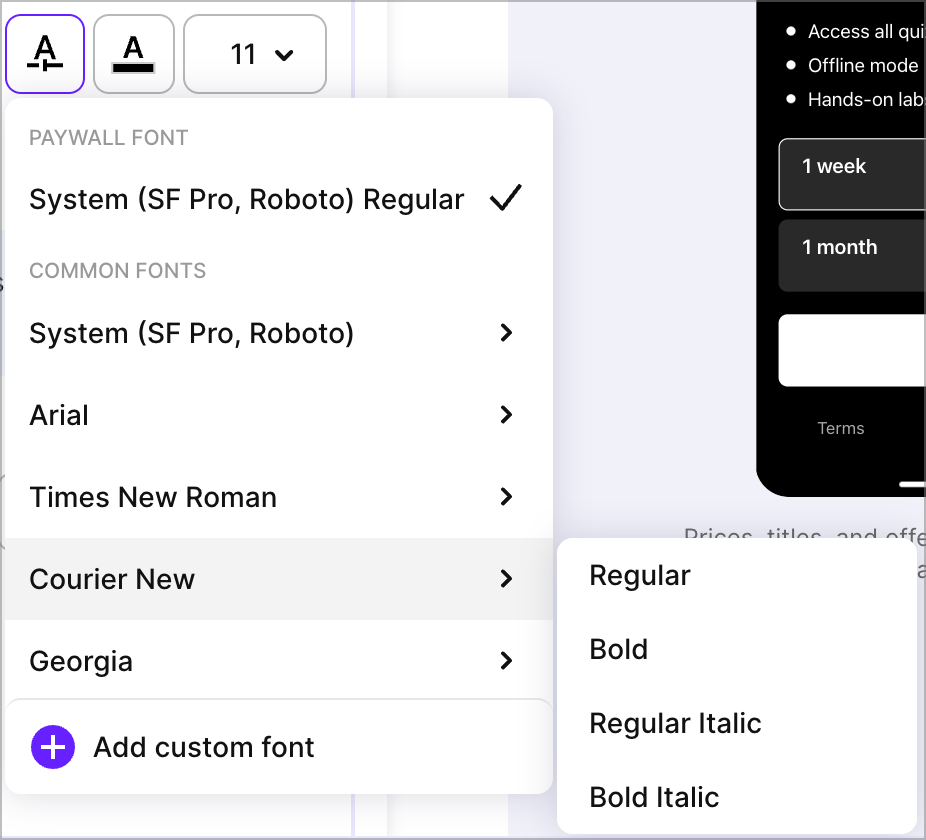 A A 11
PAYWALL FONT
System (SF Pro, Roboto) Regular
COMMON FONTS
System (SF Pro, Roboto)
Arial
Times New Roman
Courier New
Georgia
Add custom font
Regular
Bold
Regular Italic
Bold Italic
Access all qui
Offline mode
Hands-on labs
1 week
1 month
Terms
Prices, titles, and offe